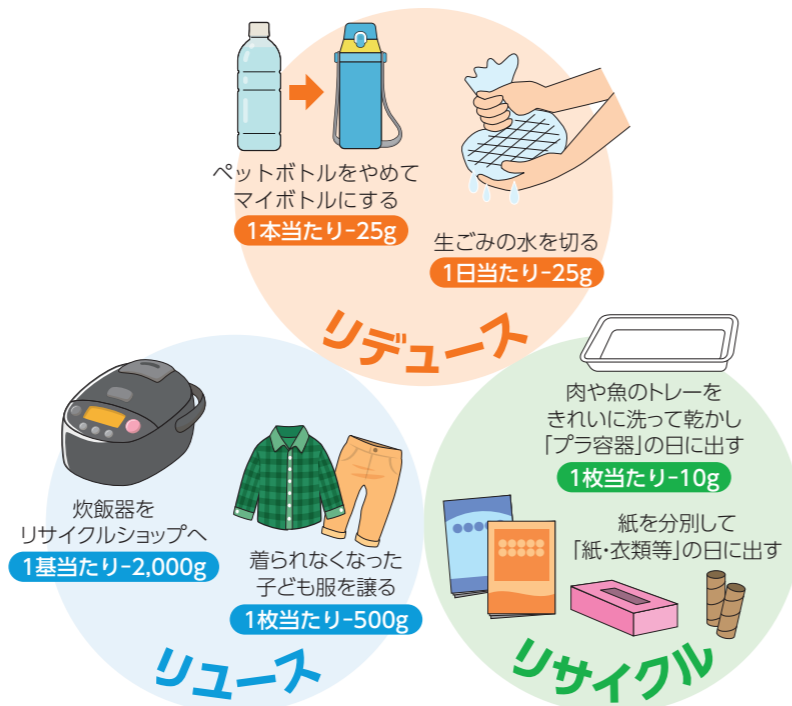 ペットボトルをやめて
マイボトルにする
1本当たり-25g
生ごみの水を切る
1日当たり-25g
リデュース
炊飯器を
リサイクルショップへ
1基当たり-2,000g
着られなくなった
子ども服を譲る
1枚当たり-500g
リユース
肉や魚のトレーを
きれいに洗って乾かし
「プラ容器」の日に出す
1枚当たり-10g
紙を分別して
「紙・衣類等」の日に出す
リサイクル